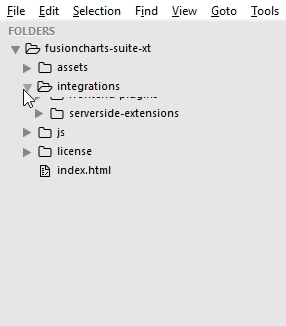 File Edit Selection Find View Goto Tools
FOLDERS
fusioncharts-suite-xt
assets
integrations
serverside-extensions
js
license
index.html